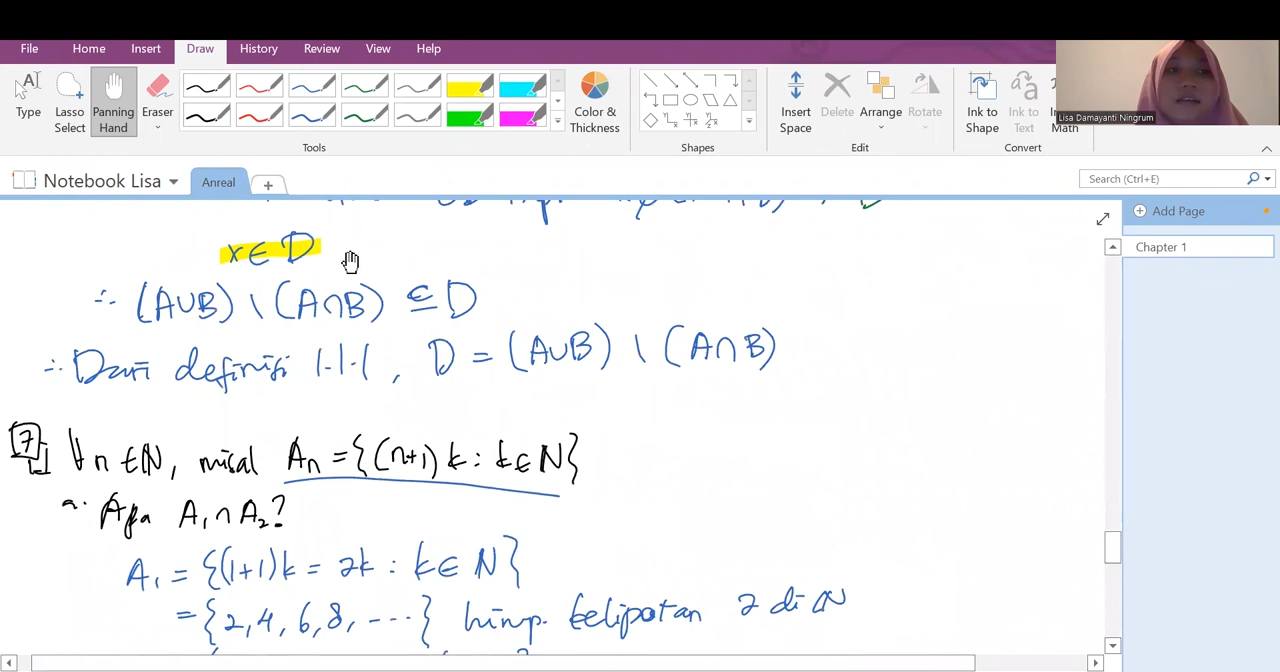 File Home Insert Draw History Review View Help
Type
Lasso Select
Panning Hand
Eraser
Color & Thickness
Insert Space
Delete
Arrange
Rotate
Ink to Shape
Ink to Text
Math
Lisa Damayanti Ningrum
Tools
Shapes
Edit
Convert
Notebook Lisa
Anreal
Search (Ctrl+E)
Add Page
Chapter 1
x ∈ D
∴ (A∪B) \ (A∩B) ⊆ D
∴ Dari definisi 1.1.1, D = (A∪B) \ (A∩B)
7 ∀n ∈ ℕ, misal Aₙ = {(n+1)k : k ∈ ℕ}
a. Apa A₁ ∩ A₂?
A₁ = {(1+1)k = 2k : k ∈ ℕ}
= {2, 4, 6, 8, ...} himp. kelipatan 2 di ℕ